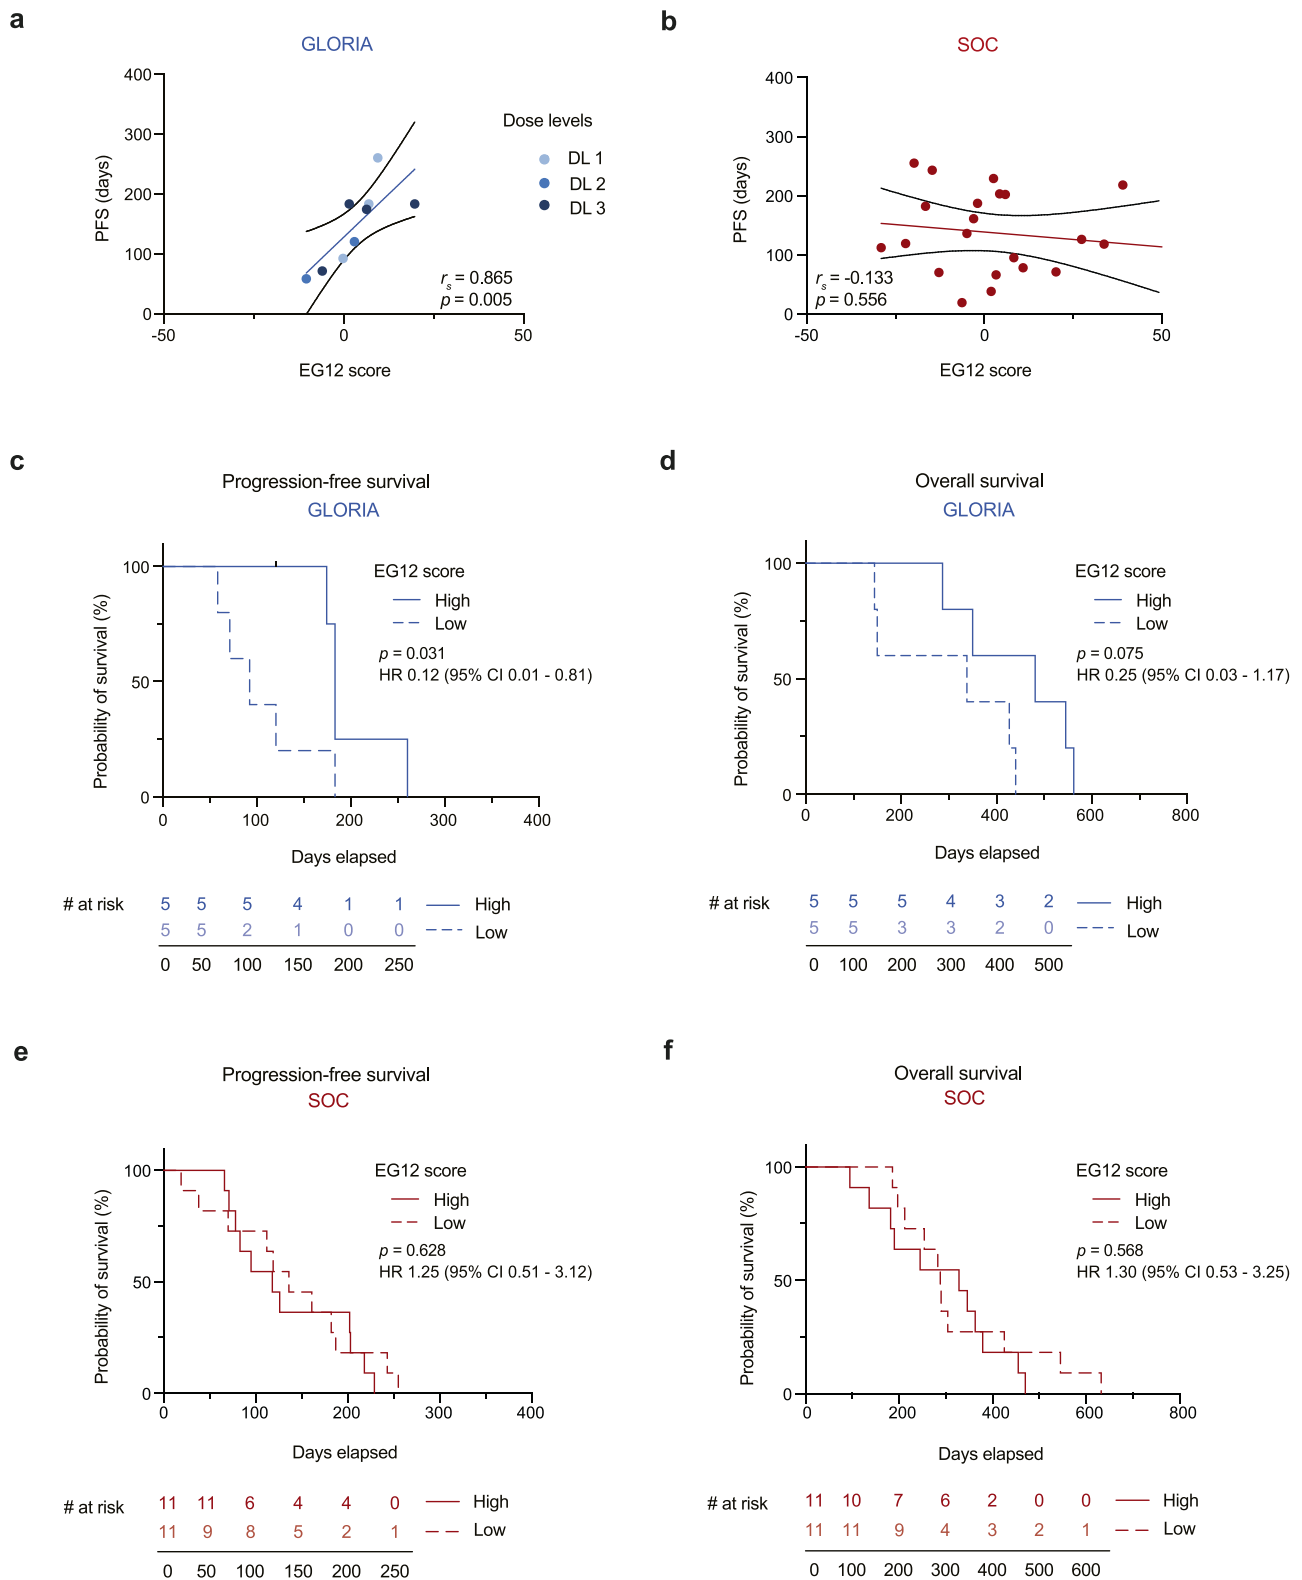 a
GLORIA
400
300
200
100
0
-50
0
50
PFS (days)
EG12 score
Dose levels
DL 1
DL 2
DL 3
r_s = 0.865
p = 0.005
b
SOC
400
300
200
100
0
-50
0
50
PFS (days)
EG12 score
r_s = -0.133
p = 0.556
c
Progression-free survival
GLORIA
100
50
0
0 100 200 300 400
Probability of survival (%)
Days elapsed
EG12 score
High
Low
p = 0.031
HR 0.12 (95% CI 0.01 - 0.81)
# at risk
5 5 5 4 1 1 High
5 5 2 1 0 0 Low
0 50 100 150 200 250
d
Overall survival
GLORIA
100
50
0
0 200 400 600 800
Probability of survival (%)
Days elapsed
EG12 score
High
Low
p = 0.075
HR 0.25 (95% CI 0.03 - 1.17)
# at risk
5 5 5 4 3 2 High
5 5 3 3 2 0 Low
0 100 200 300 400 500
e
Progression-free survival
SOC
100
50
0
0 100 200 300 400
Probability of survival (%)
Days elapsed
EG12 score
High
Low
p = 0.628
HR 1.25 (95% CI 0.51 - 3.12)
# at risk
11 11 6 4 4 0 High
11 9 8 5 2 1 Low
0 50 100 150 200 250
f
Overall survival
SOC
100
50
0
0 200 400 600 800
Probability of survival (%)
Days elapsed
EG12 score
High
Low
p = 0.568
HR 1.30 (95% CI 0.53 - 3.25)
# at risk
11 10 7 6 2 0 0 High
11 11 9 4 3 2 1 Low
0 100 200 300 400 500 600